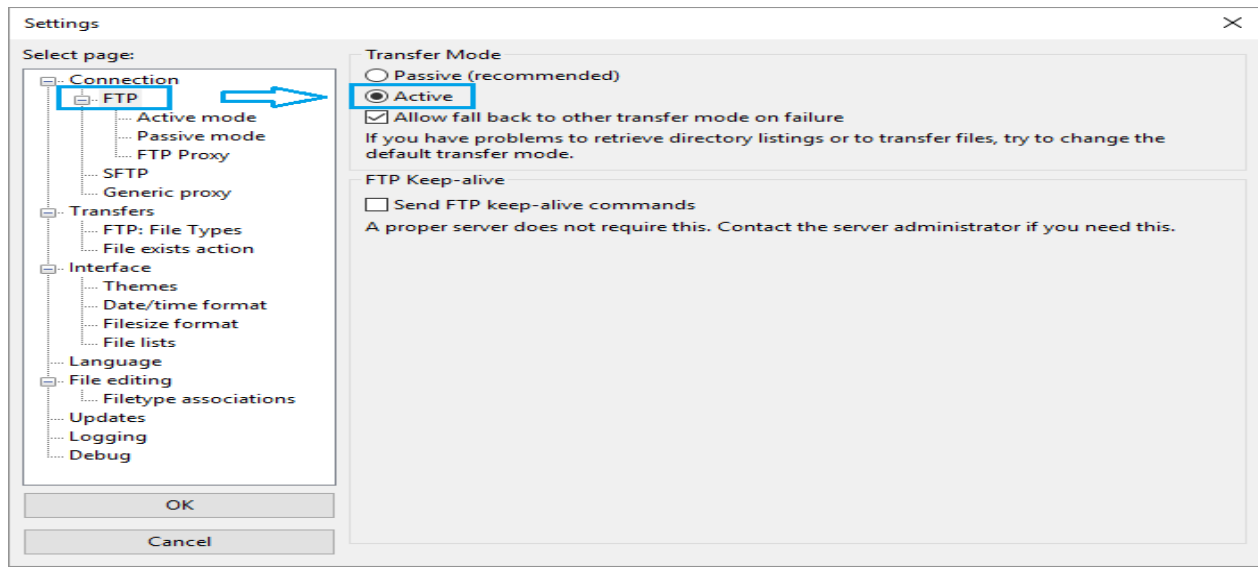 Settings
Select page:
Connection
FTP
Active mode
Passive mode
FTP Proxy
SFTP
Generic proxy
Transfers
FTP: File Types
File exists action
Interface
Themes
Date/time format
Filesize format
File lists
Language
File editing
Filetype associations
Updates
Logging
Debug
OK
Cancel
Transfer Mode
Passive (recommended)
Active
Allow fall back to other transfer mode on failure
If you have problems to retrieve directory listings or to transfer files, try to change the
default transfer mode.
FTP Keep-alive
Send FTP keep-alive commands
A proper server does not require this. Contact the server administrator if you need this.